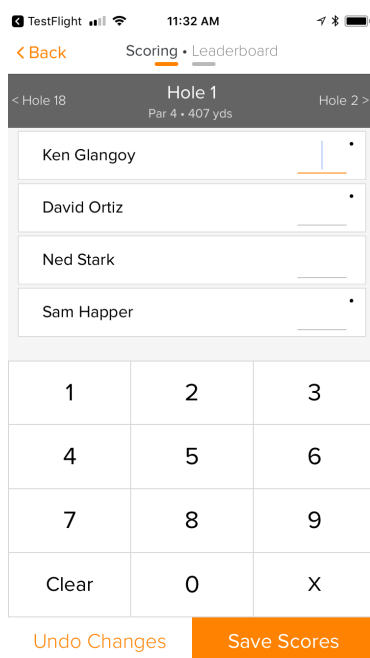 TestFlight 11:32 AM
< Back Scoring • Leaderboard
< Hole 18 Hole 1 Hole 2 >
Par 4 • 407 yds
Ken Glangoy
David Ortiz
Ned Stark
Sam Happer
1 2 3
4 5 6
7 8 9
Clear 0 X
Undo Changes Save Scores